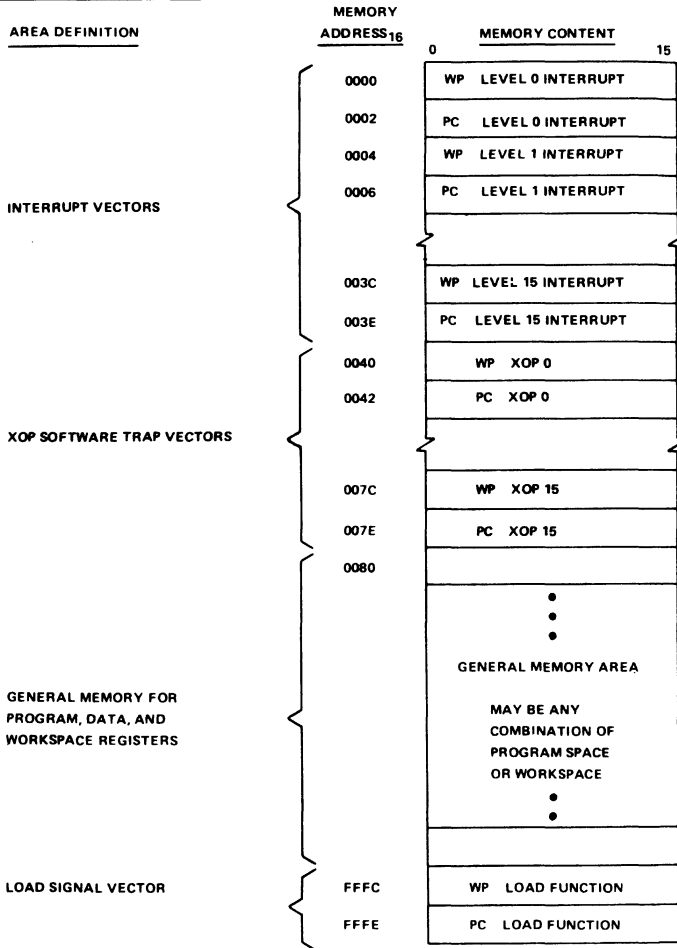 MEMORY
AREA DEFINITION ADDRESS16 MEMORY CONTENT
0 15
0000 WP LEVEL 0 INTERRUPT
0002 PC LEVEL 0 INTERRUPT
0004 WP LEVEL 1 INTERRUPT
0006 PC LEVEL 1 INTERRUPT
INTERRUPT VECTORS
003C WP LEVEL 15 INTERRUPT
003E PC LEVEL 15 INTERRUPT
0040 WP XOP 0
0042 PC XOP 0
XOP SOFTWARE TRAP VECTORS
007C WP XOP 15
007E PC XOP 15
0080
GENERAL MEMORY AREA
GENERAL MEMORY FOR
PROGRAM, DATA, AND
WORKSPACE REGISTERS
MAY BE ANY
COMBINATION OF
PROGRAM SPACE
OR WORKSPACE
LOAD SIGNAL VECTOR FFFC WP LOAD FUNCTION
FFFE PC LOAD FUNCTION